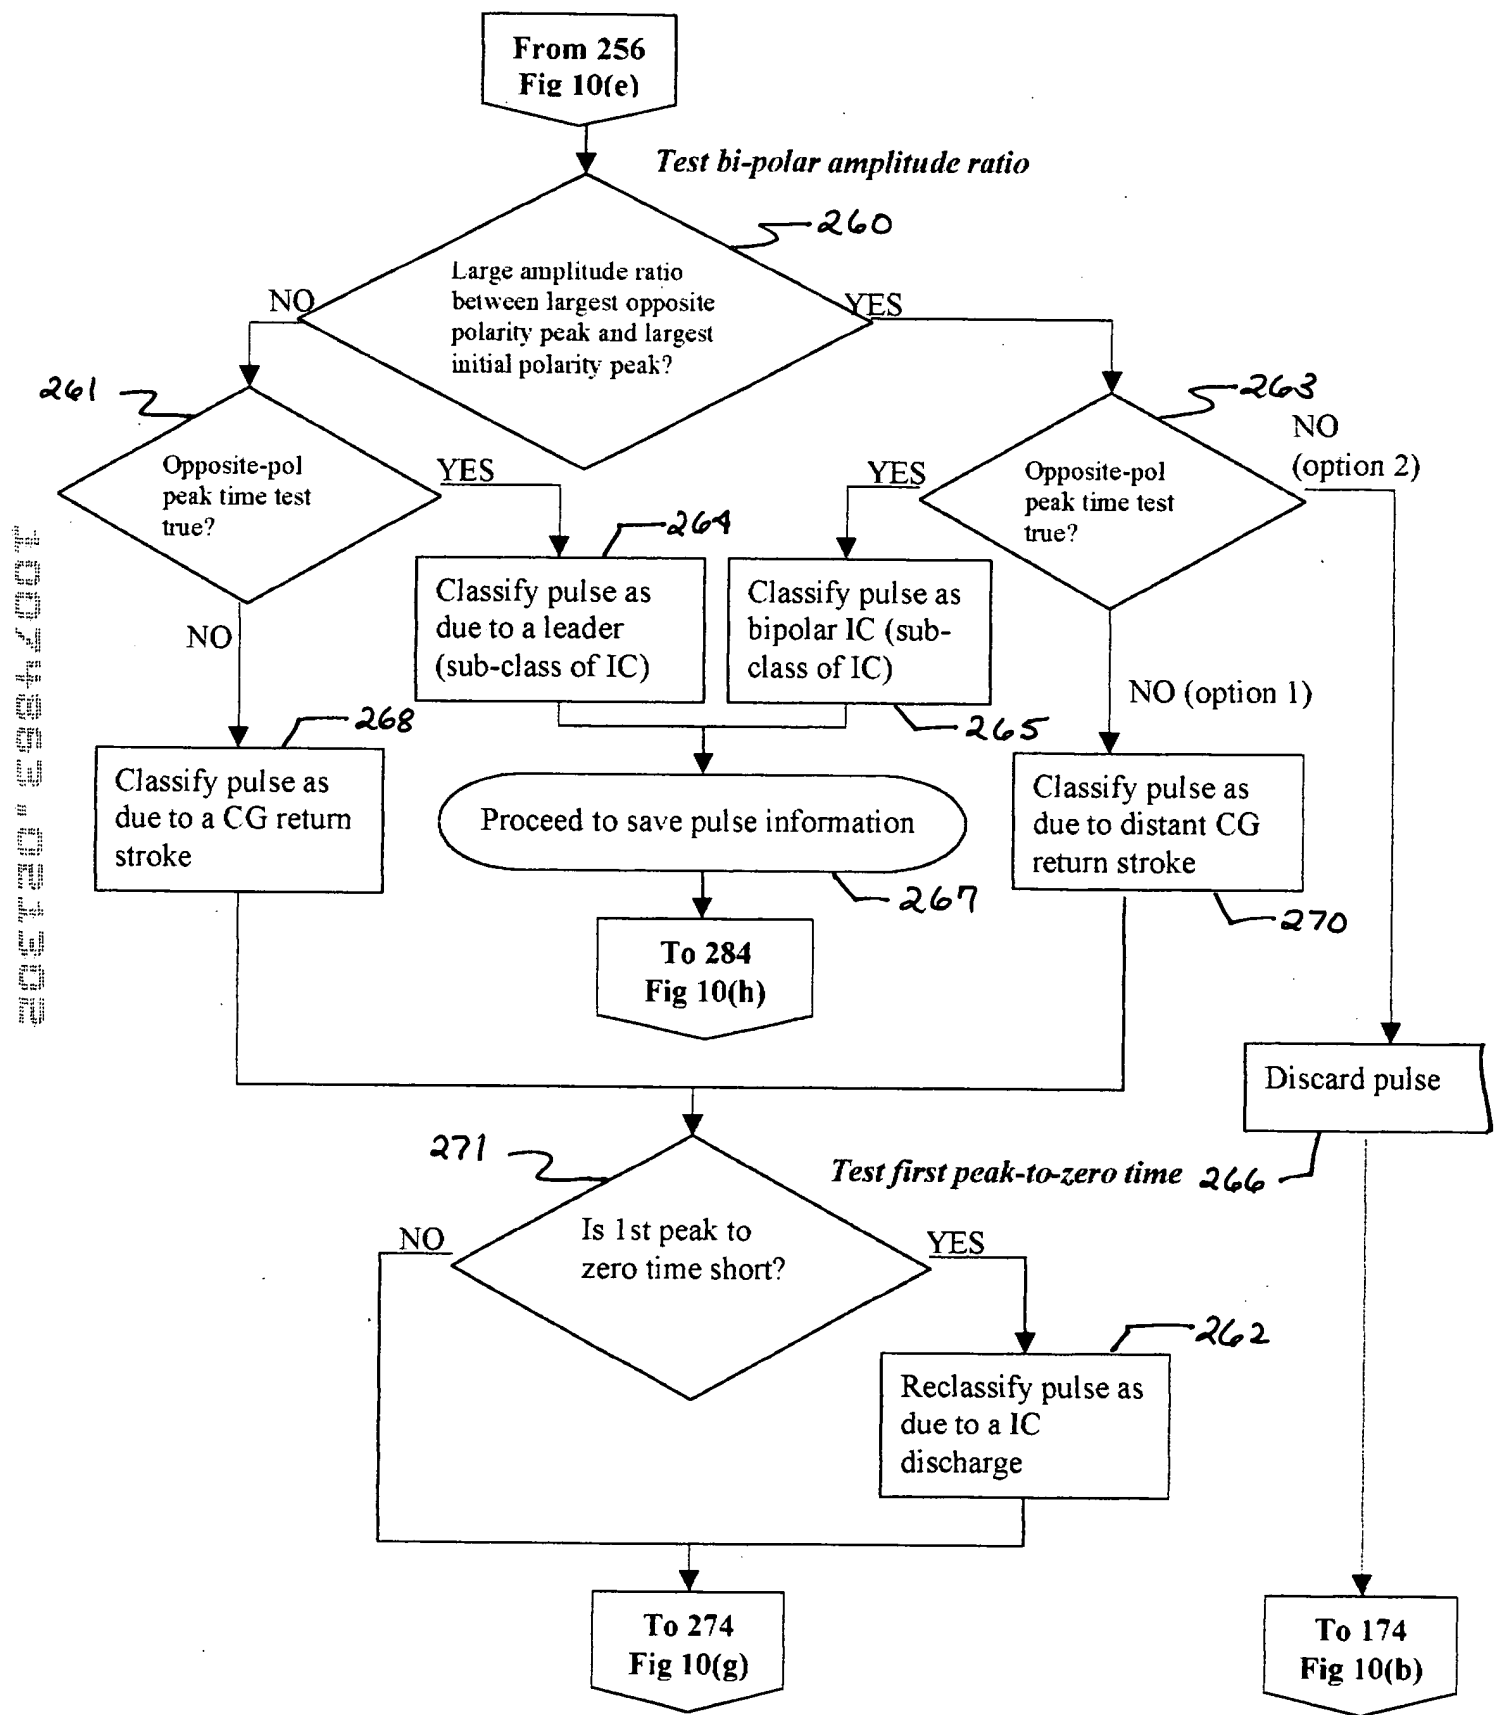 From 256
Fig 10(e)
Test bi-polar amplitude ratio
260
Large amplitude ratio
between largest opposite
polarity peak and largest
initial polarity peak?
NO
YES
261
263
Opposite-pol
peak time test
true?
YES
YES
Opposite-pol
peak time test
true?
NO
(option 2)
264
Classify pulse as
due to a leader
(sub-class of IC)
Classify pulse as
bipolar IC (sub-
class of IC)
265
NO
NO (option 1)
268
Classify pulse as
due to a CG return
stroke
Proceed to save pulse information
267
Classify pulse as
due to distant CG
return stroke
270
To 284
Fig 10(h)
Discard pulse
266
271
Test first peak-to-zero time
Is 1st peak to
zero time short?
NO
YES
262
Reclassify pulse as
due to a IC
discharge
To 274
Fig 10(g)
To 174
Fig 10(b)
10074983.021302